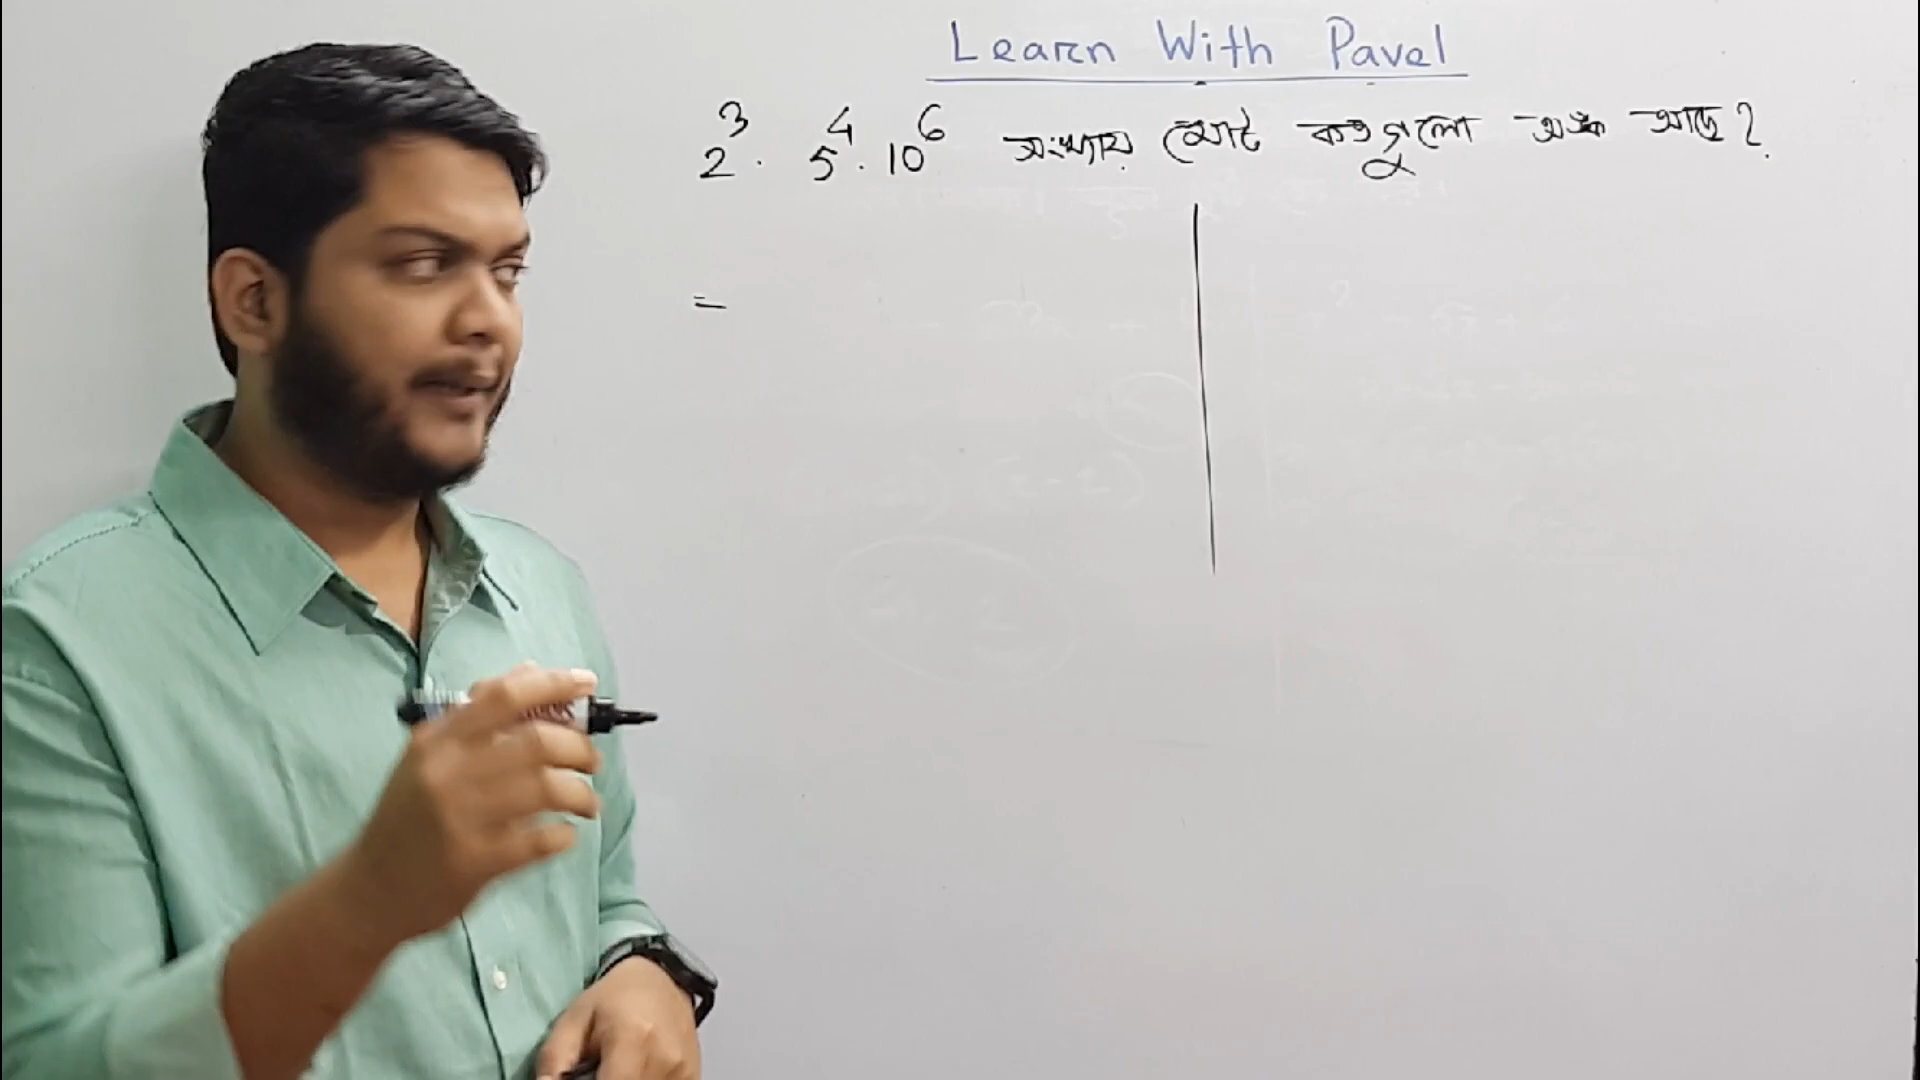 Learn With Pavel
2³. 5⁴. 10⁶ সংখ্যায় মোট কতগুলো অঙ্ক আছে?
=